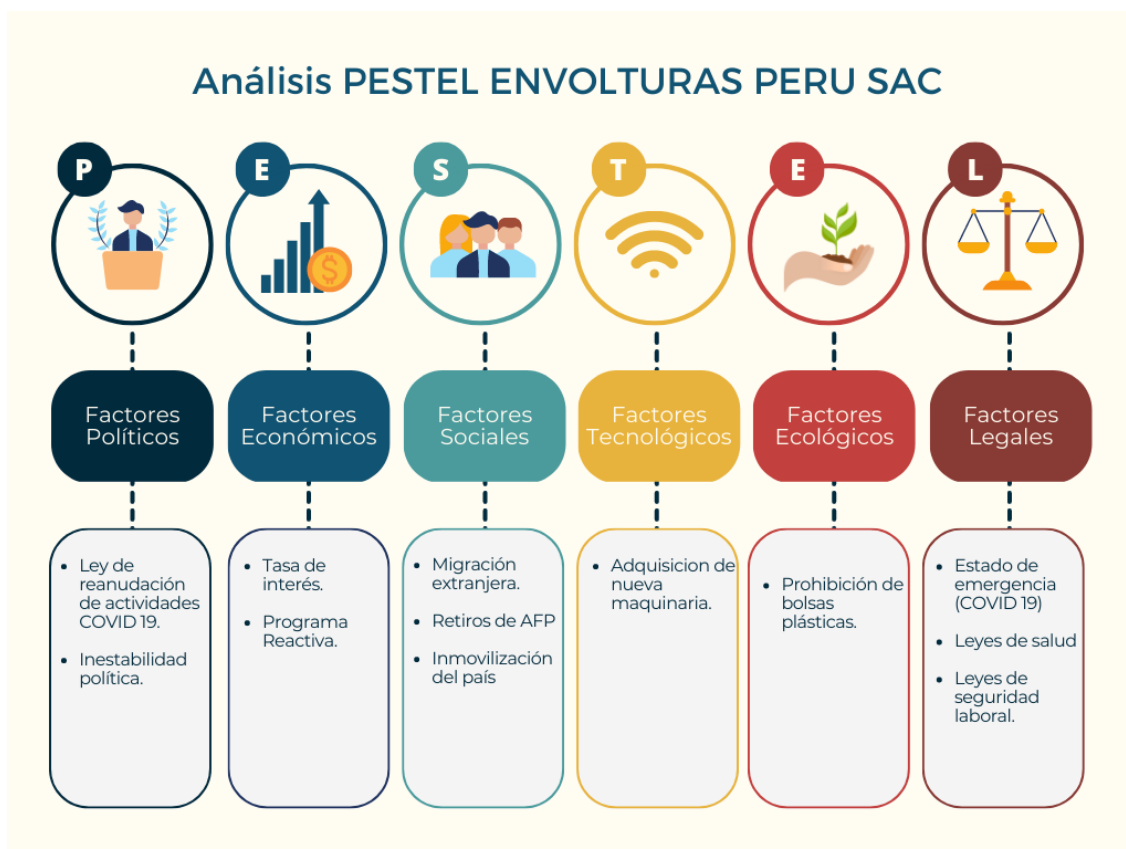 Análisis PESTEL ENVOLTURAS PERU SAC
P
E
S
T
E
L
Factores
Políticos
Factores
Económicos
Factores
Sociales
Factores
Tecnológicos
Factores
Ecológicos
Factores
Legales
• Ley de
reanudación
de actividades
COVID 19.
• Inestabilidad
política.
• Tasa de
interés.
• Programa
Reactiva.
• Migración
extranjera.
• Retiros de AFP
• Inmovilización
del país
• Adquisicion de
nueva
maquinaria.
• Prohibición de
bolsas
plásticas.
• Estado de
emergencia
(COVID 19)
• Leyes de salud
• Leyes de
seguridad
laboral.